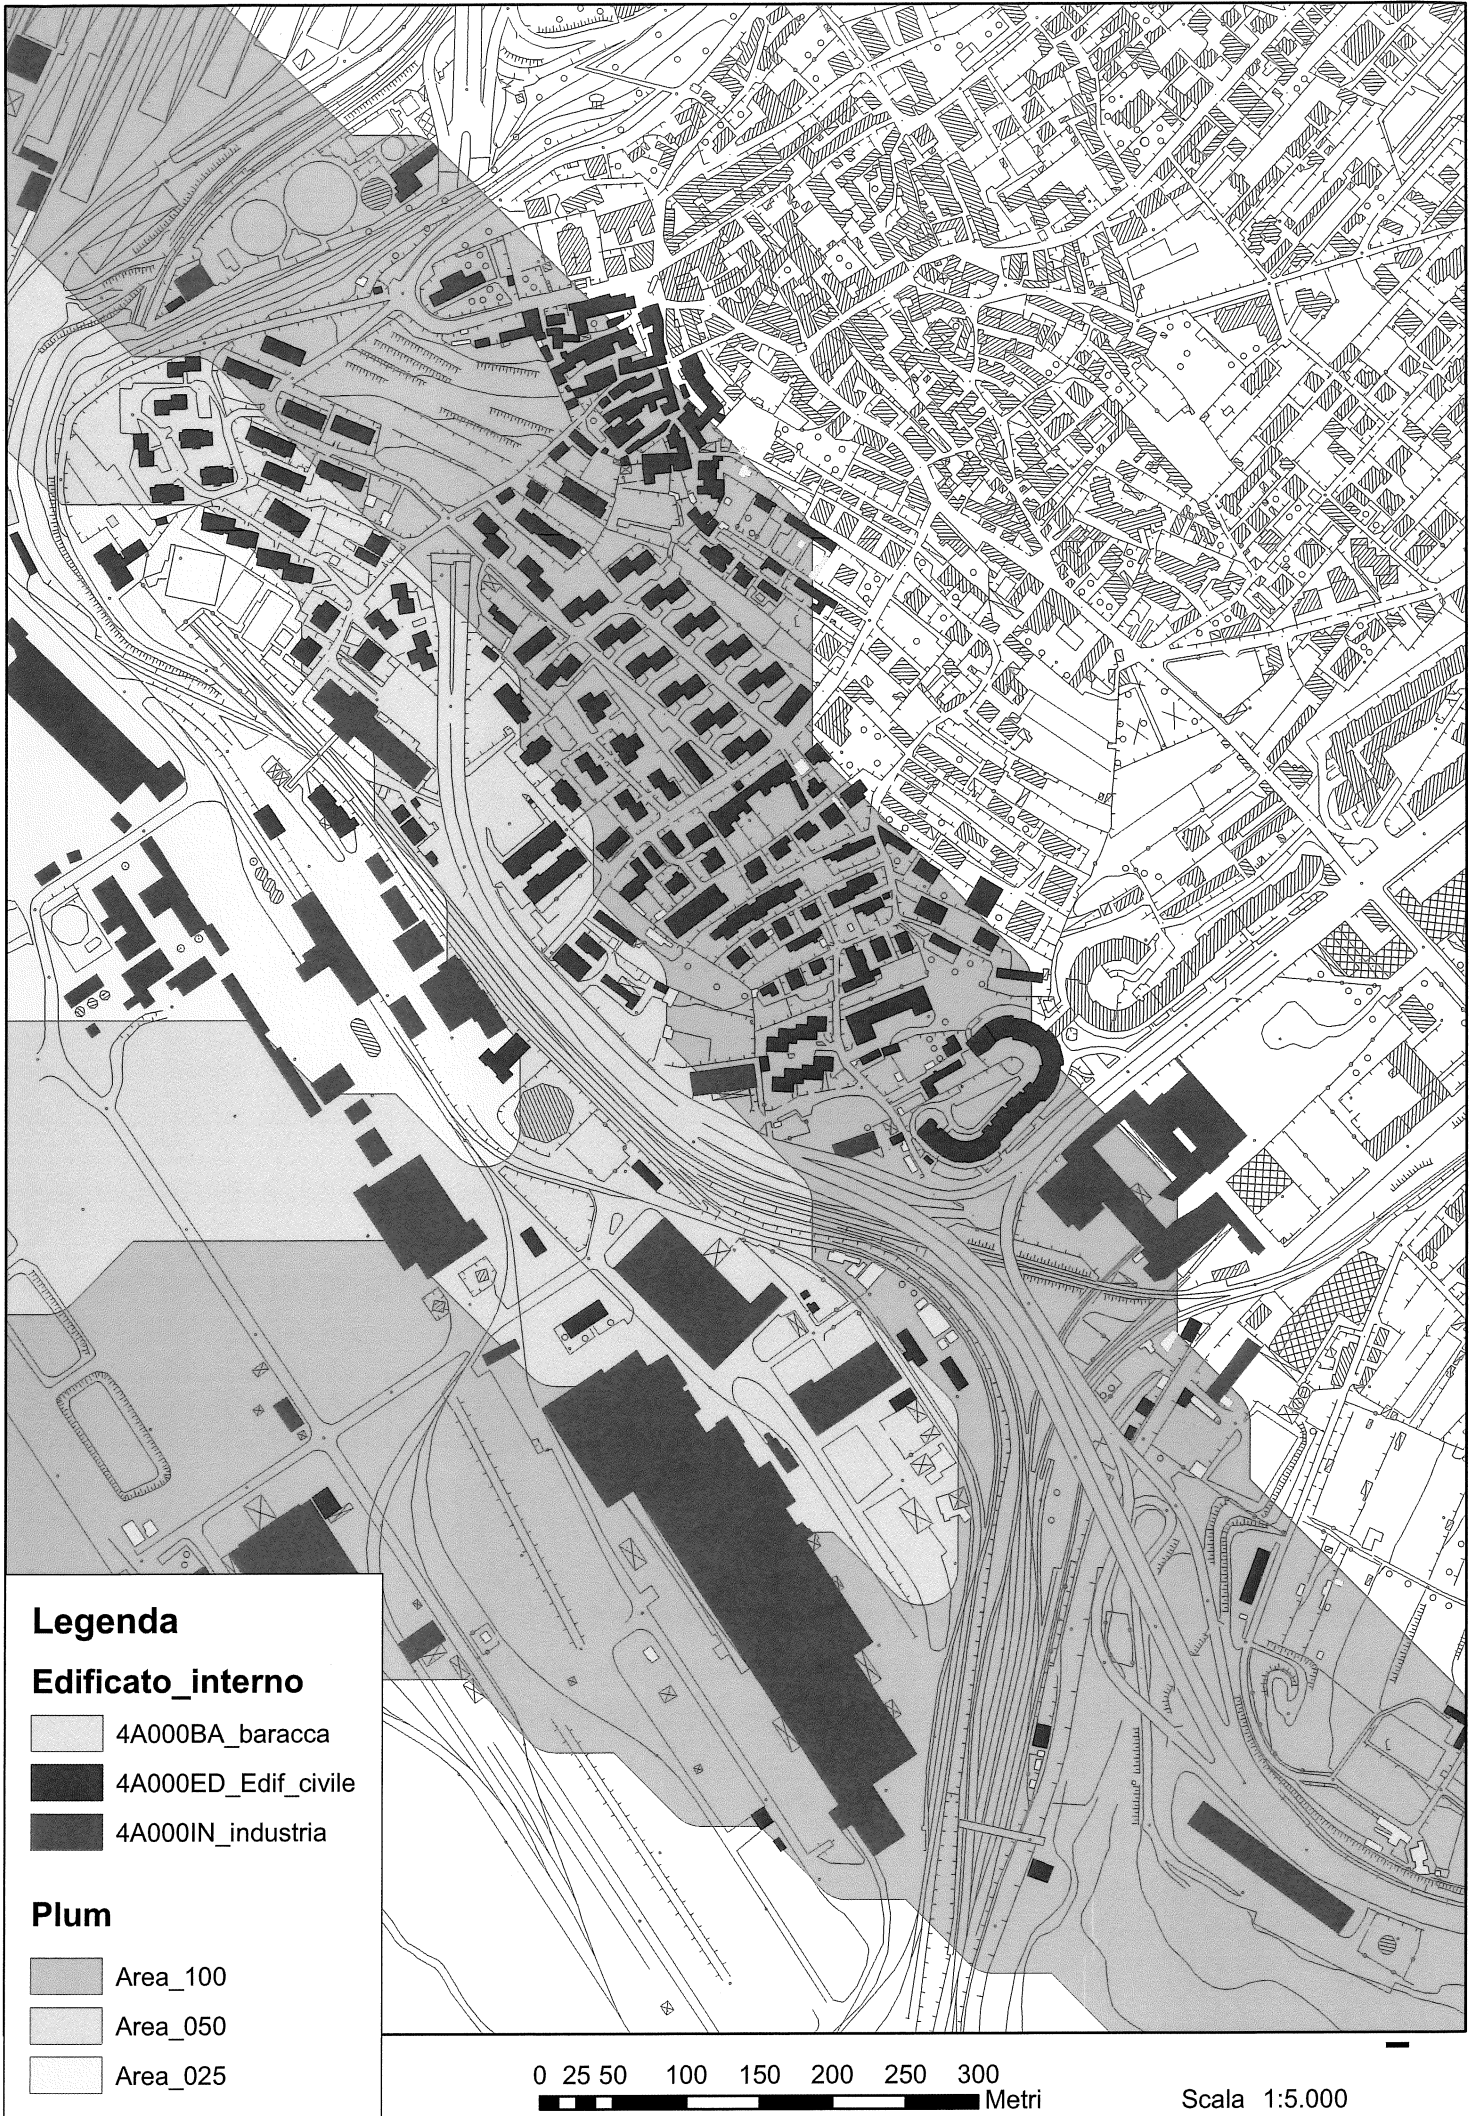 Legenda
Edificato_interno
4A000BA_baracca
4A000ED_Edif_civile
4A000IN_industria
Plum
Area_100
Area_050
Area_025
0 25 50 100 150 200 250 300
Metri
Scala 1:5.000